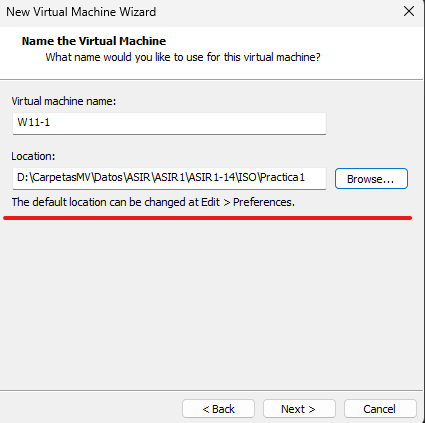 New Virtual Machine Wizard
Name the Virtual Machine
What name would you like to use for this virtual machine?
Virtual machine name:
W11-1
Location:
D:\CarpetasMV\Datos\ASIR\ASIR1\ASIR1-14\ISO\Practica1
Browse...
The default location can be changed at Edit > Preferences.
< Back
Next >
Cancel